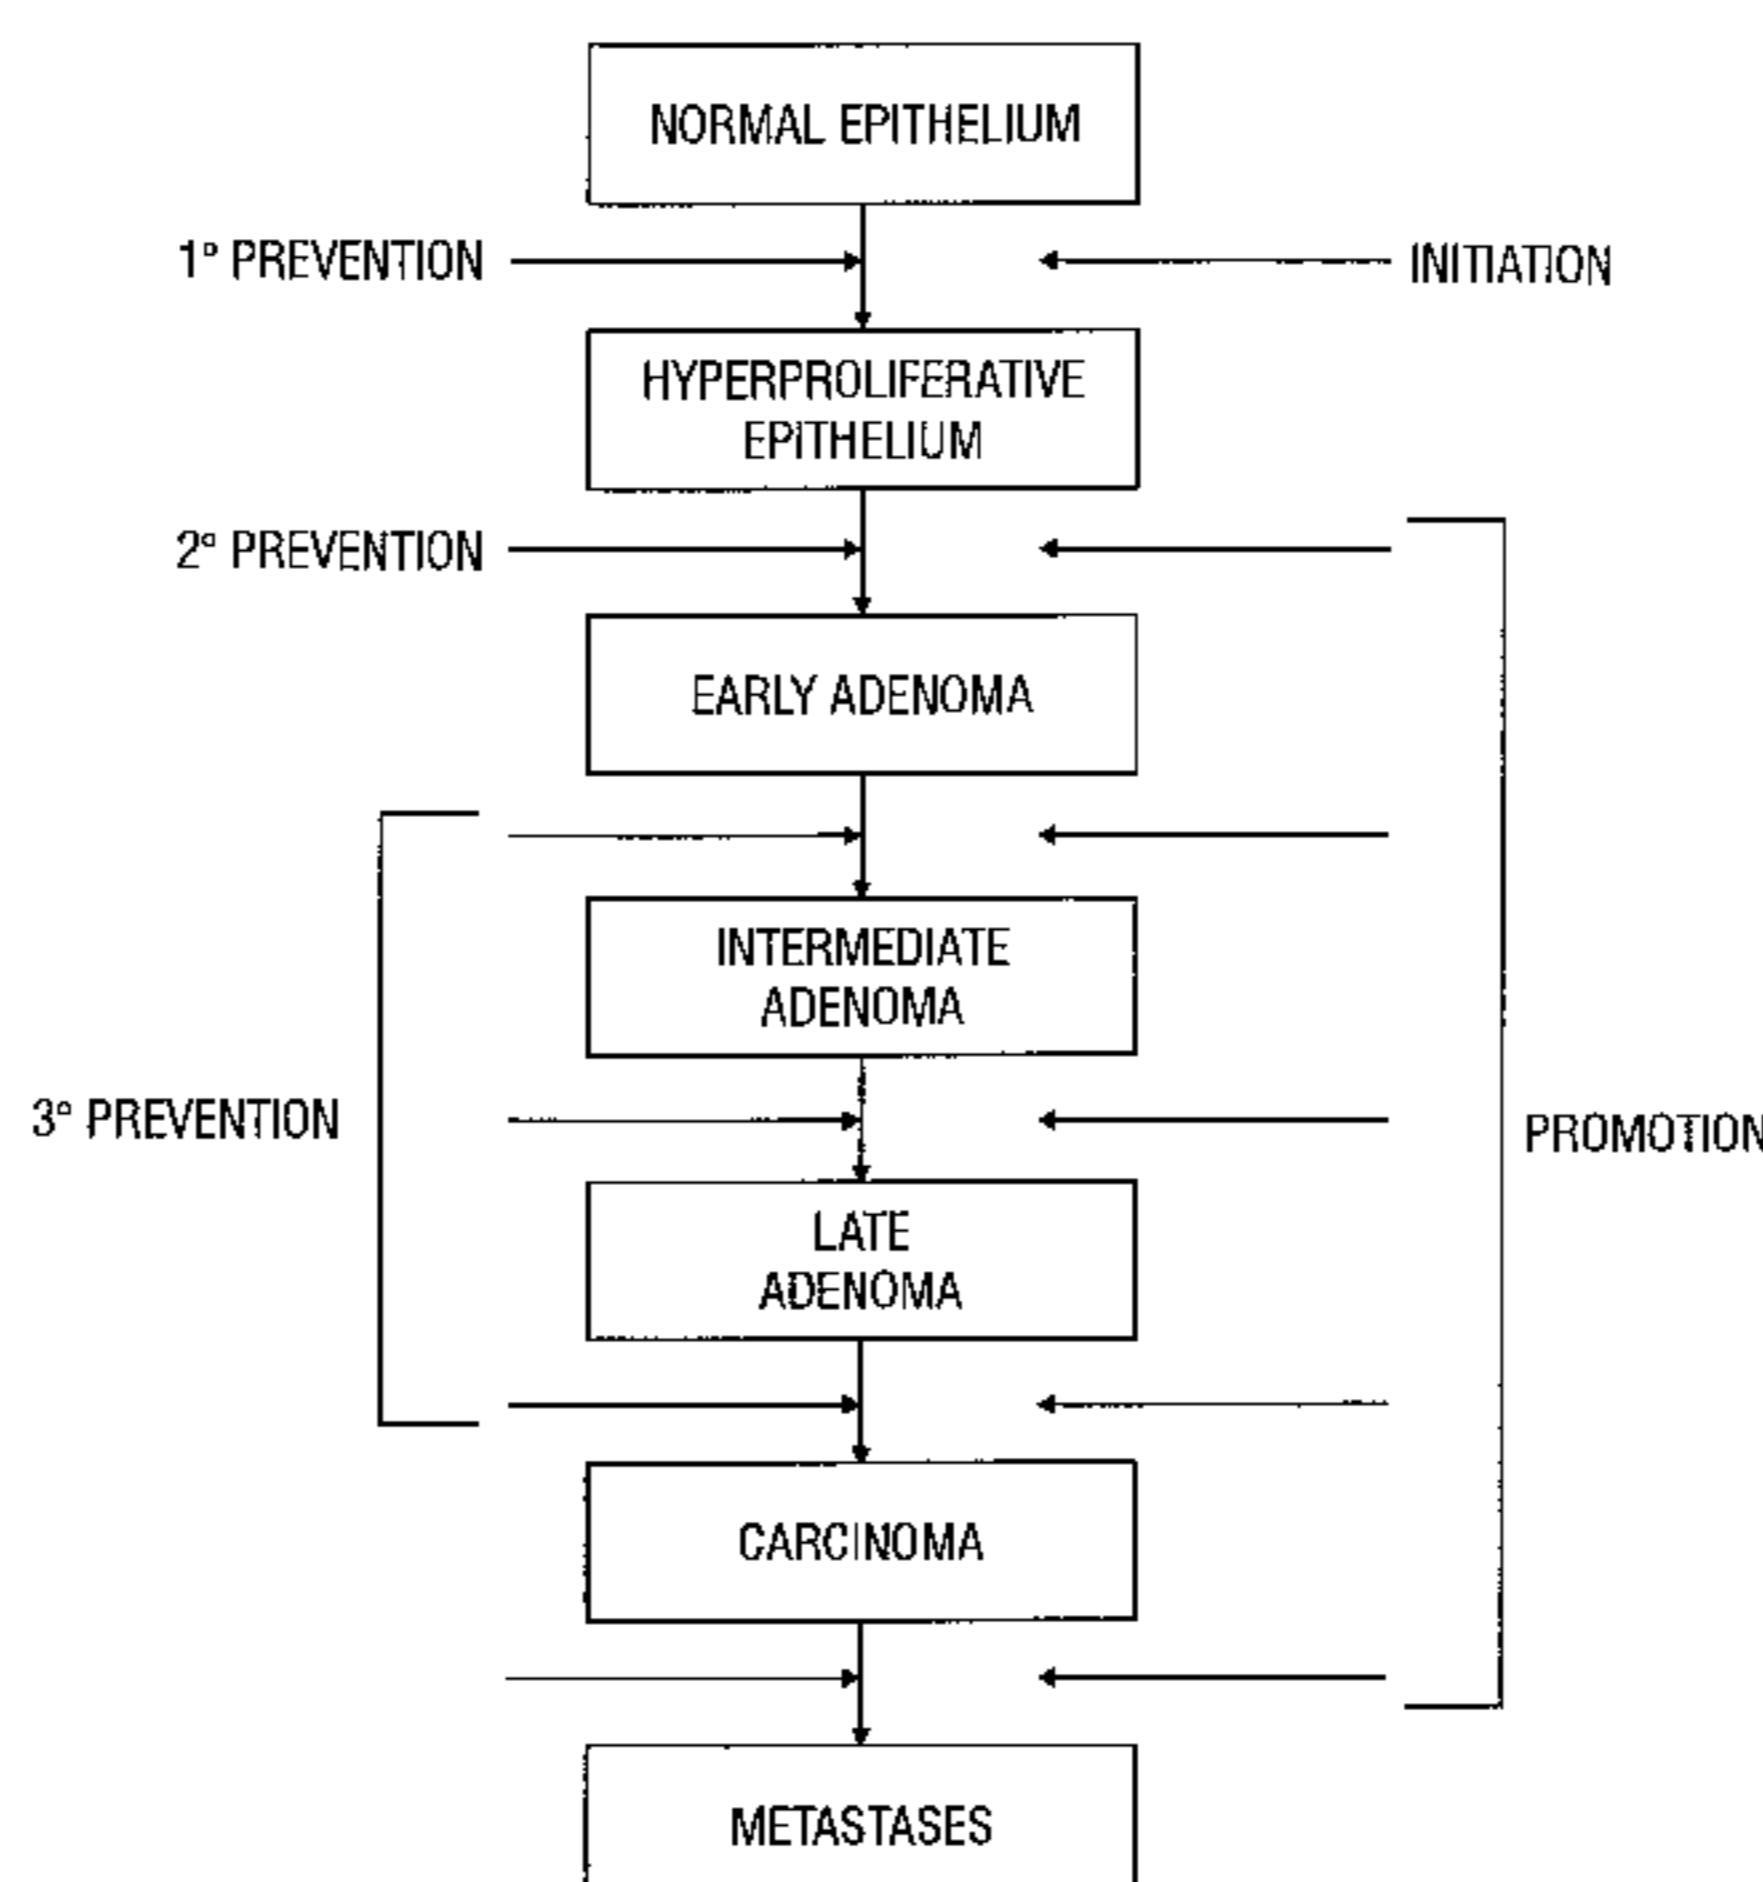 NORMAL EPITHELIUM
1° PREVENTION
INITIATION
HYPERPROLIFERATIVE
EPITHELIUM
2° PREVENTION
EARLY ADENOMA
INTERMEDIATE
ADENOMA
3° PREVENTION
PROMOTION
LATE
ADENOMA
CARCINOMA
METASTASES